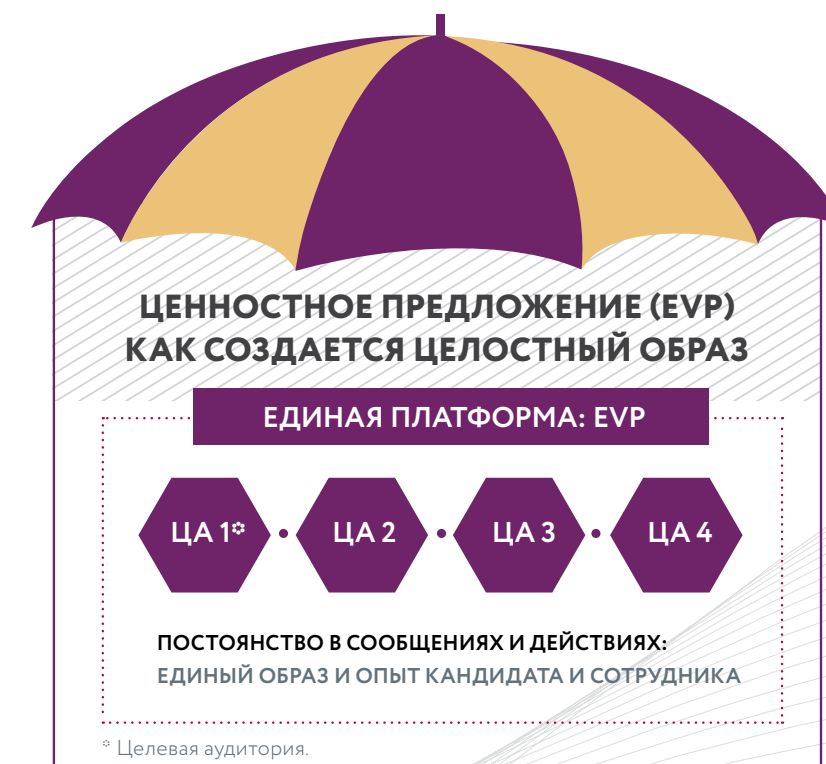 ЦЕННОСТНОЕ ПРЕДЛОЖЕНИЕ (EVP)
КАК СОЗДАЕТСЯ ЦЕЛОСТНЫЙ ОБРАЗ
ЕДИНАЯ ПЛАТФОРМА: EVP
ЦА 1* • ЦА 2 • ЦА 3 • ЦА 4
ПОСТОЯНСТВО В СООБЩЕНИЯХ И ДЕЙСТВИЯХ:
ЕДИНЫЙ ОБРАЗ И ОПЫТ КАНДИДАТА И СОТРУДНИКА
* Целевая аудитория.